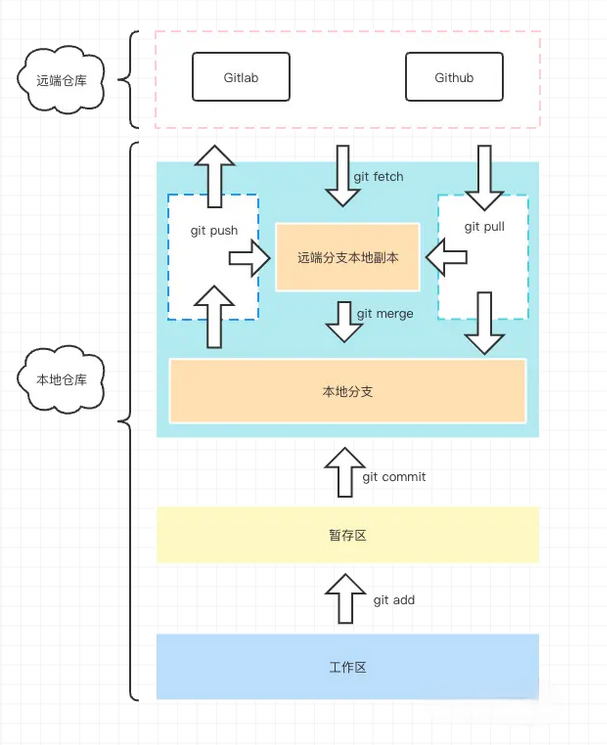 远端仓库
Gitlab
Github
git fetch
git push
git pull
远端分支本地副本
git merge
本地仓库
本地分支
git commit
暂存区
git add
工作区